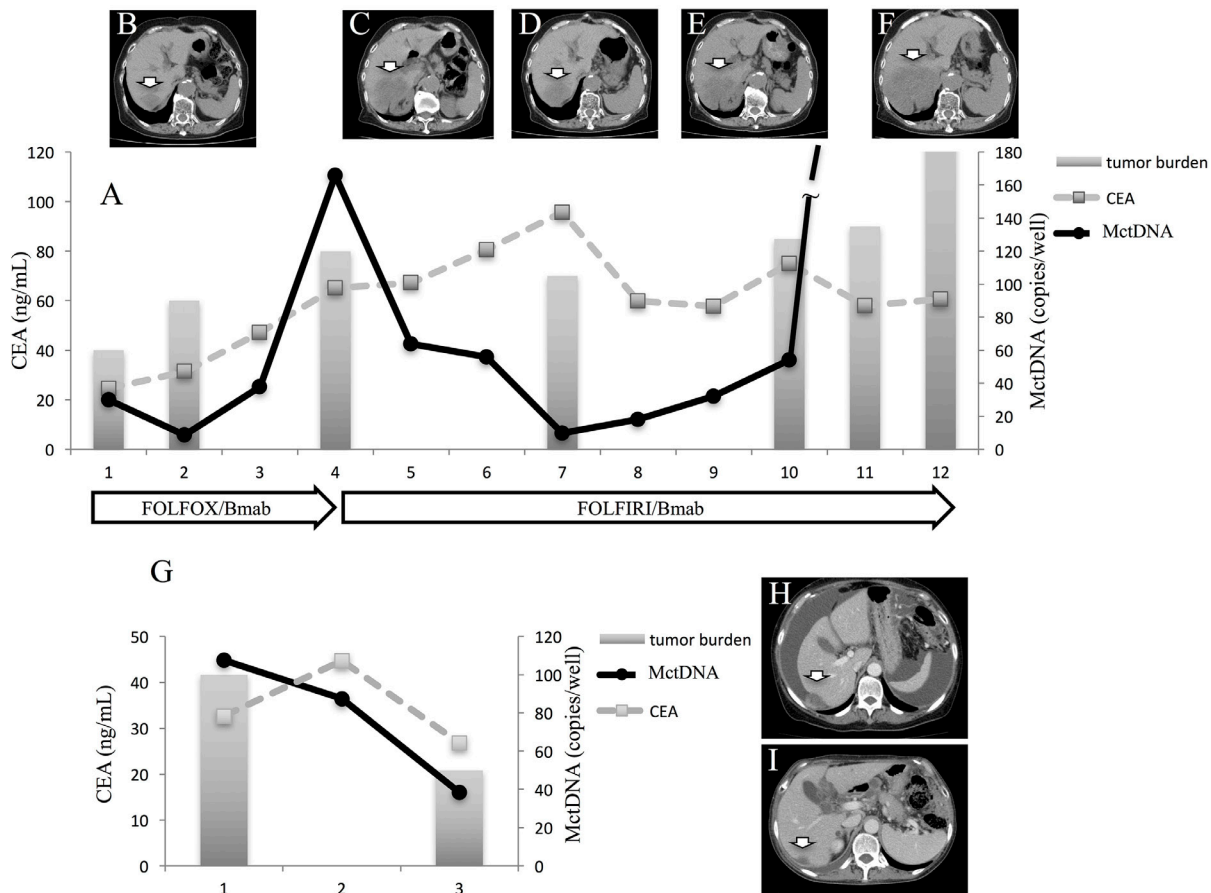 B
C
D
E
F
A
120
100
80
60
40
20
0
CEA (ng/mL)
180
160
140
120
100
80
60
40
20
0
MctDNA (copies/well)
tumor burden
CEA
MctDNA
1 2 3 4 5 6 7 8 9 10 11 12
FOLFOX/Bmab
FOLFIRI/Bmab
G
50
40
30
20
10
0
CEA (ng/mL)
120
100
80
60
40
20
0
MctDNA (copies/well)
tumor burden
MctDNA
CEA
1 2 3
H
I